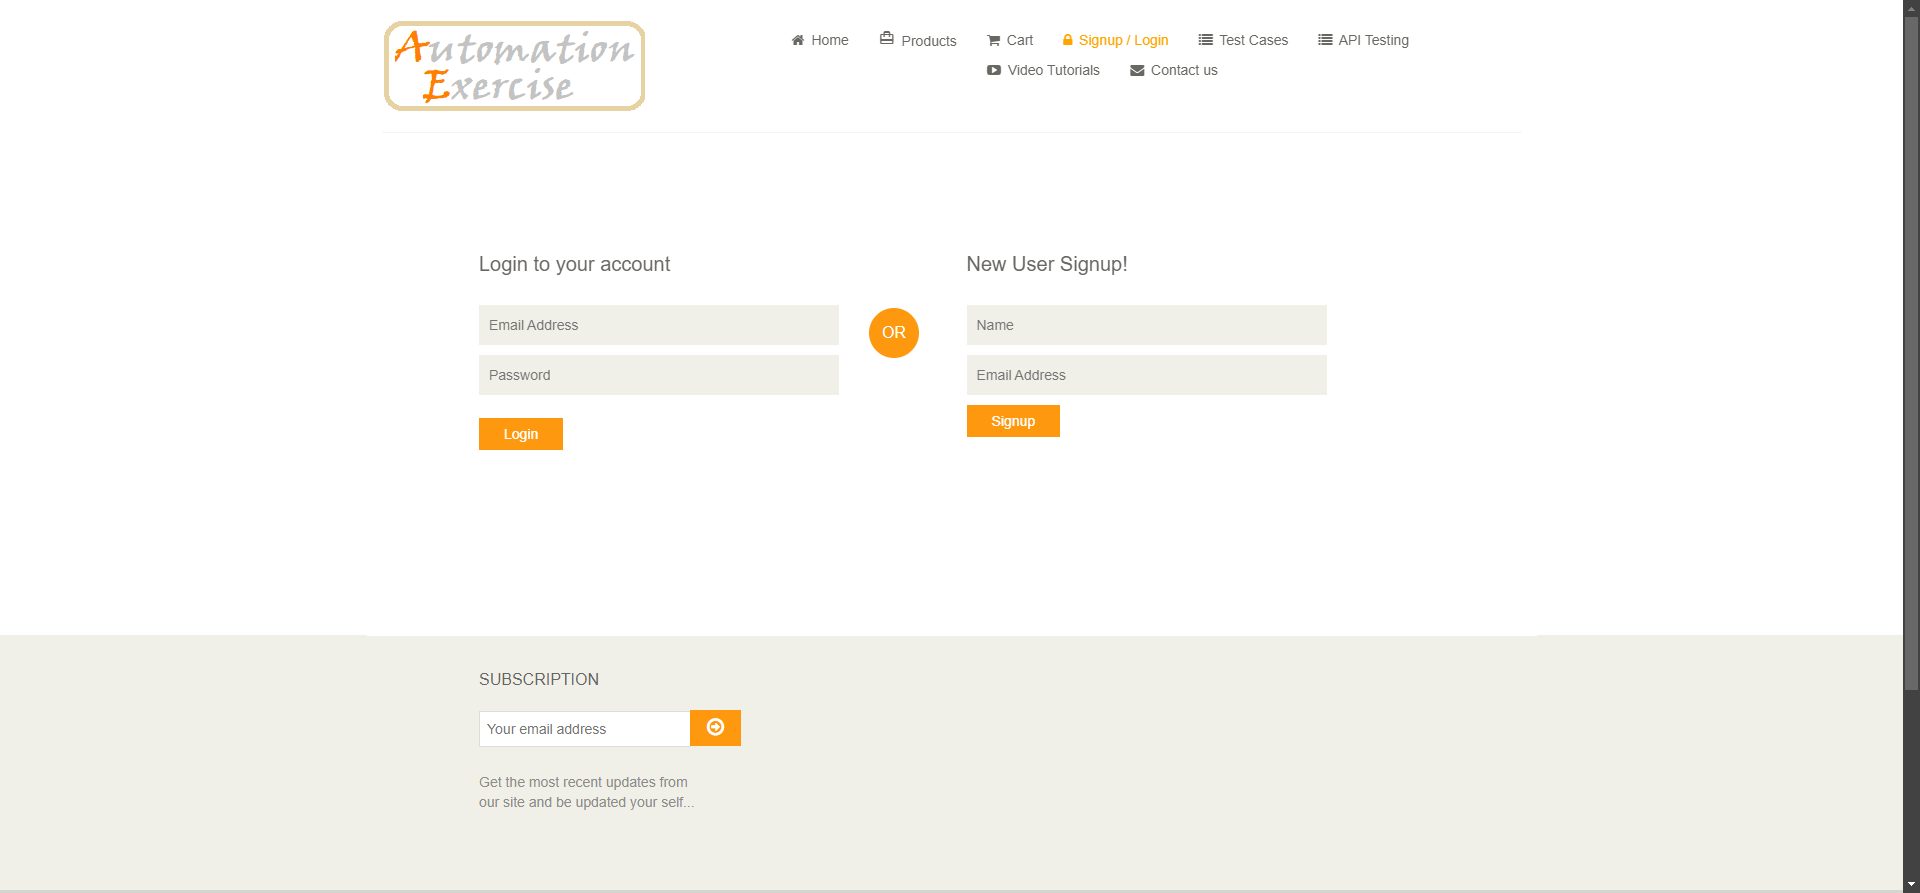 Automation
Exercise
Home
Products
Cart
Signup / Login
Test Cases
API Testing
Video Tutorials
Contact us
Login to your account
Email Address
Password
Login
OR
New User Signup!
Name
Email Address
Signup
SUBSCRIPTION
Your email address
Get the most recent updates from
our site and be updated your self...